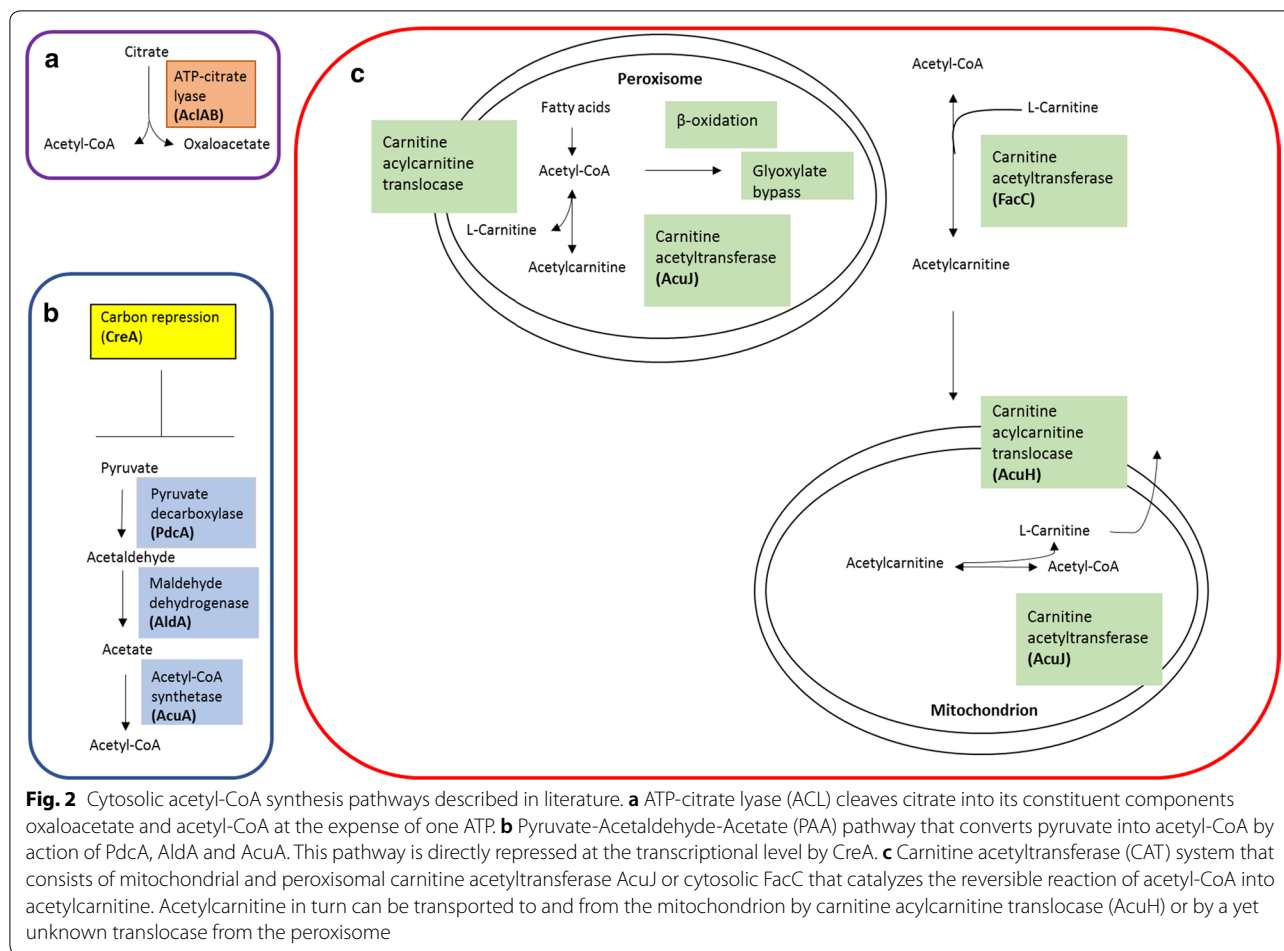 a
Citrate
ATP-citrate
lyase
(AclAB)
Acetyl-CoA
Oxaloacetate
b
Carbon repression
(CreA)
Pyruvate
Pyruvate
decarboxylase
(PdcA)
Acetaldehyde
Maldehyde
dehydrogenase
(AldA)
Acetate
Acetyl-CoA
synthetase
(AcuA)
Acetyl-CoA
c
Peroxisome
Fatty acids
β-oxidation
Carnitine
acylcarnitine
translocase
Acetyl-CoA
Glyoxylate
bypass
L-Carnitine
Acetylcarnitine
Carnitine
acetyltransferase
(AcuJ)
Acetyl-CoA
L-Carnitine
Carnitine
acetyltransferase
(FacC)
Acetylcarnitine
Carnitine
acylcarnitine
translocase
(AcuH)
L-Carnitine
Acetylcarnitine
Acetyl-CoA
Carnitine
acetyltransferase
(AcuJ)
Mitochondrion
Fig. 2 Cytosolic acetyl-CoA synthesis pathways described in literature. a ATP-citrate lyase (ACL) cleaves citrate into its constituent components
oxaloacetate and acetyl-CoA at the expense of one ATP. b Pyruvate-Acetaldehyde-Acetate (PAA) pathway that converts pyruvate into acetyl-CoA by
action of PdcA, AldA and AcuA. This pathway is directly repressed at the transcriptional level by CreA. c Carnitine acetyltransferase (CAT) system that
consists of mitochondrial and peroxisomal carnitine acetyltransferase AcuJ or cytosolic FacC that catalyzes the reversible reaction of acetyl-CoA into
acetylcarnitine. Acetylcarnitine in turn can be transported to and from the mitochondrion by carnitine acylcarnitine translocase (AcuH) or by a yet
unknown translocase from the peroxisome